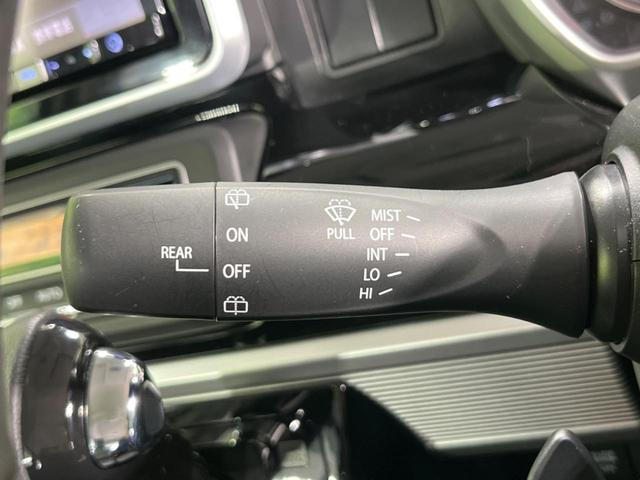 MIST
ON
PULL
OFF
REAR
INT
OFF
LO
HI